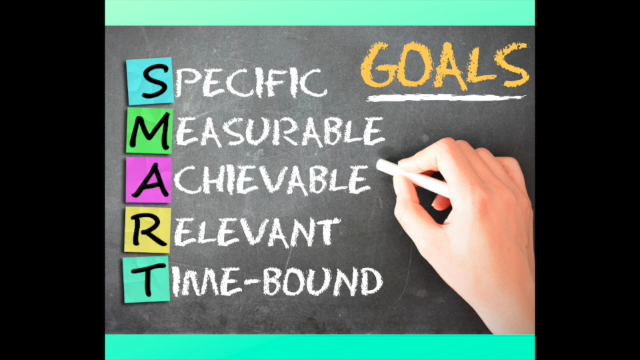 GOALS
SPECIFIC
MEASURABLE
ACHIEVABLE
RELEVANT
TIME-BOUND